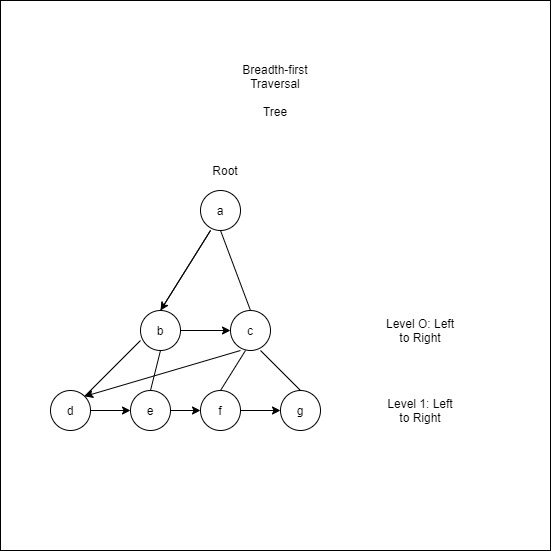 Breadth-first
Traversal
Tree
Root
a
b
c
Level O: Left
to Right
d
e
f
g
Level 1: Left
to Right